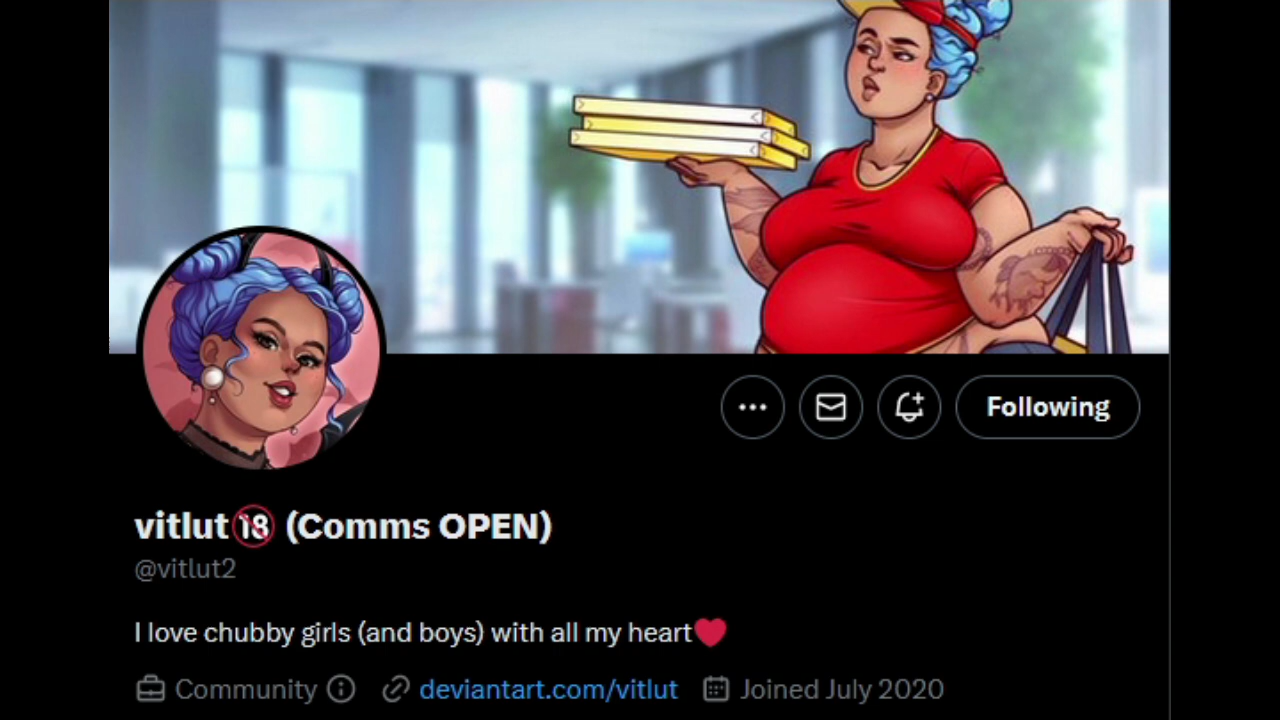 Following
vitlut🔞 (Comms OPEN)
@vitlut2
I love chubby girls (and boys) with all my heart❤️
Community deviantart.com/vitlut Joined July 2020